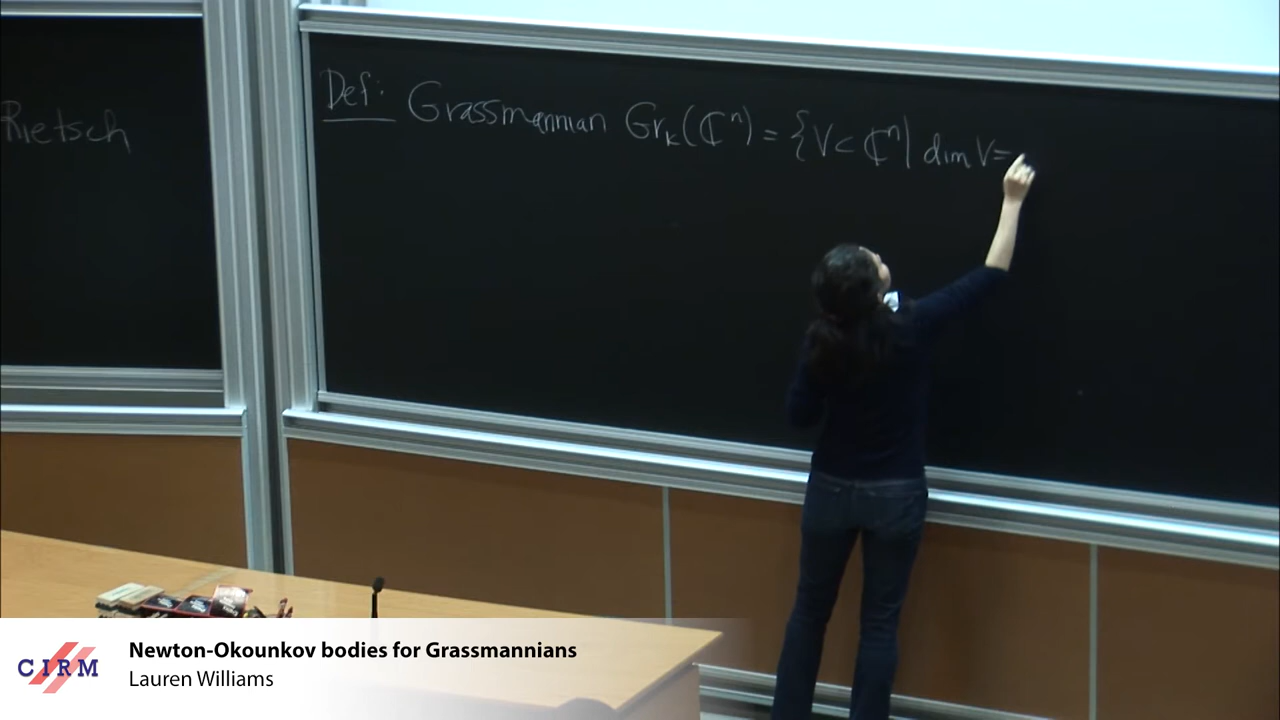 Rietsch
Def: Grassmannian Gr_k(ℂ^n) = {V ⊂ ℂ^n | dim V =
CIRM
Newton-Okounkov bodies for Grassmannians
Lauren Williams